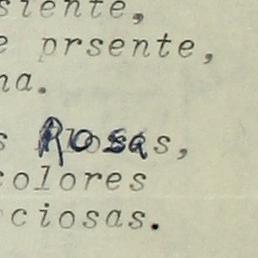 siente,
e prsente,
na.
s Rosas,
colores
ciosas.